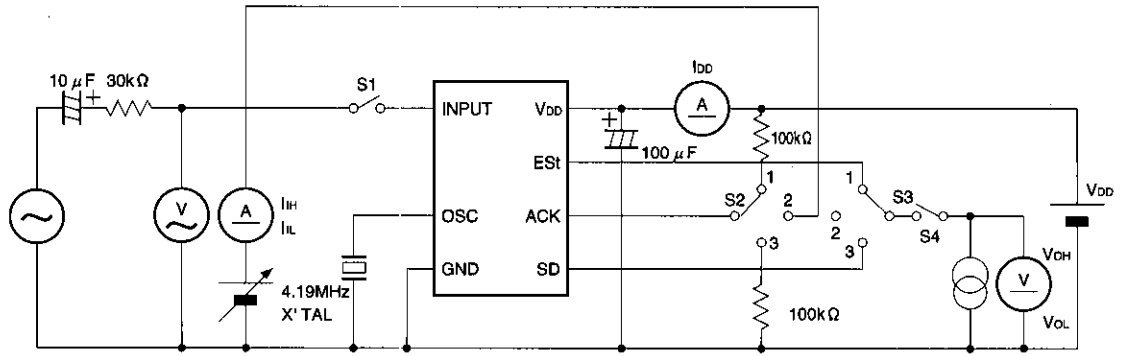 10 μF
+
30kΩ
S1
INPUT
OSC
GND
VDD
ESt
ACK
SD
+
100 μF
IDD
A
100kΩ
1
S2
2
3
1
2
3
S3
S4
VDD
V
A
IIH
IIL
4.19MHz
X' TAL
100kΩ
VOH
V
VOL